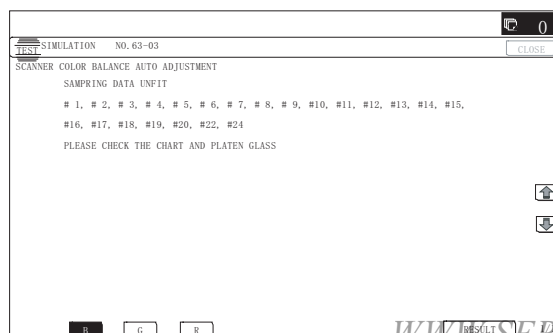 0
TEST SIMULATION NO. 63-03
CLOSE
SCANNER COLOR BALANCE AUTO ADJUSTMENT
SAMPRING DATA UNFIT
# 1, # 2, # 3, # 4, # 5, # 6, # 7, # 8, # 9, #10, #11, #12, #13, #14, #15,
#16, #17, #18, #19, #20, #22, #24
PLEASE CHECK THE CHART AND PLATEN GLASS
B G R
RESULT